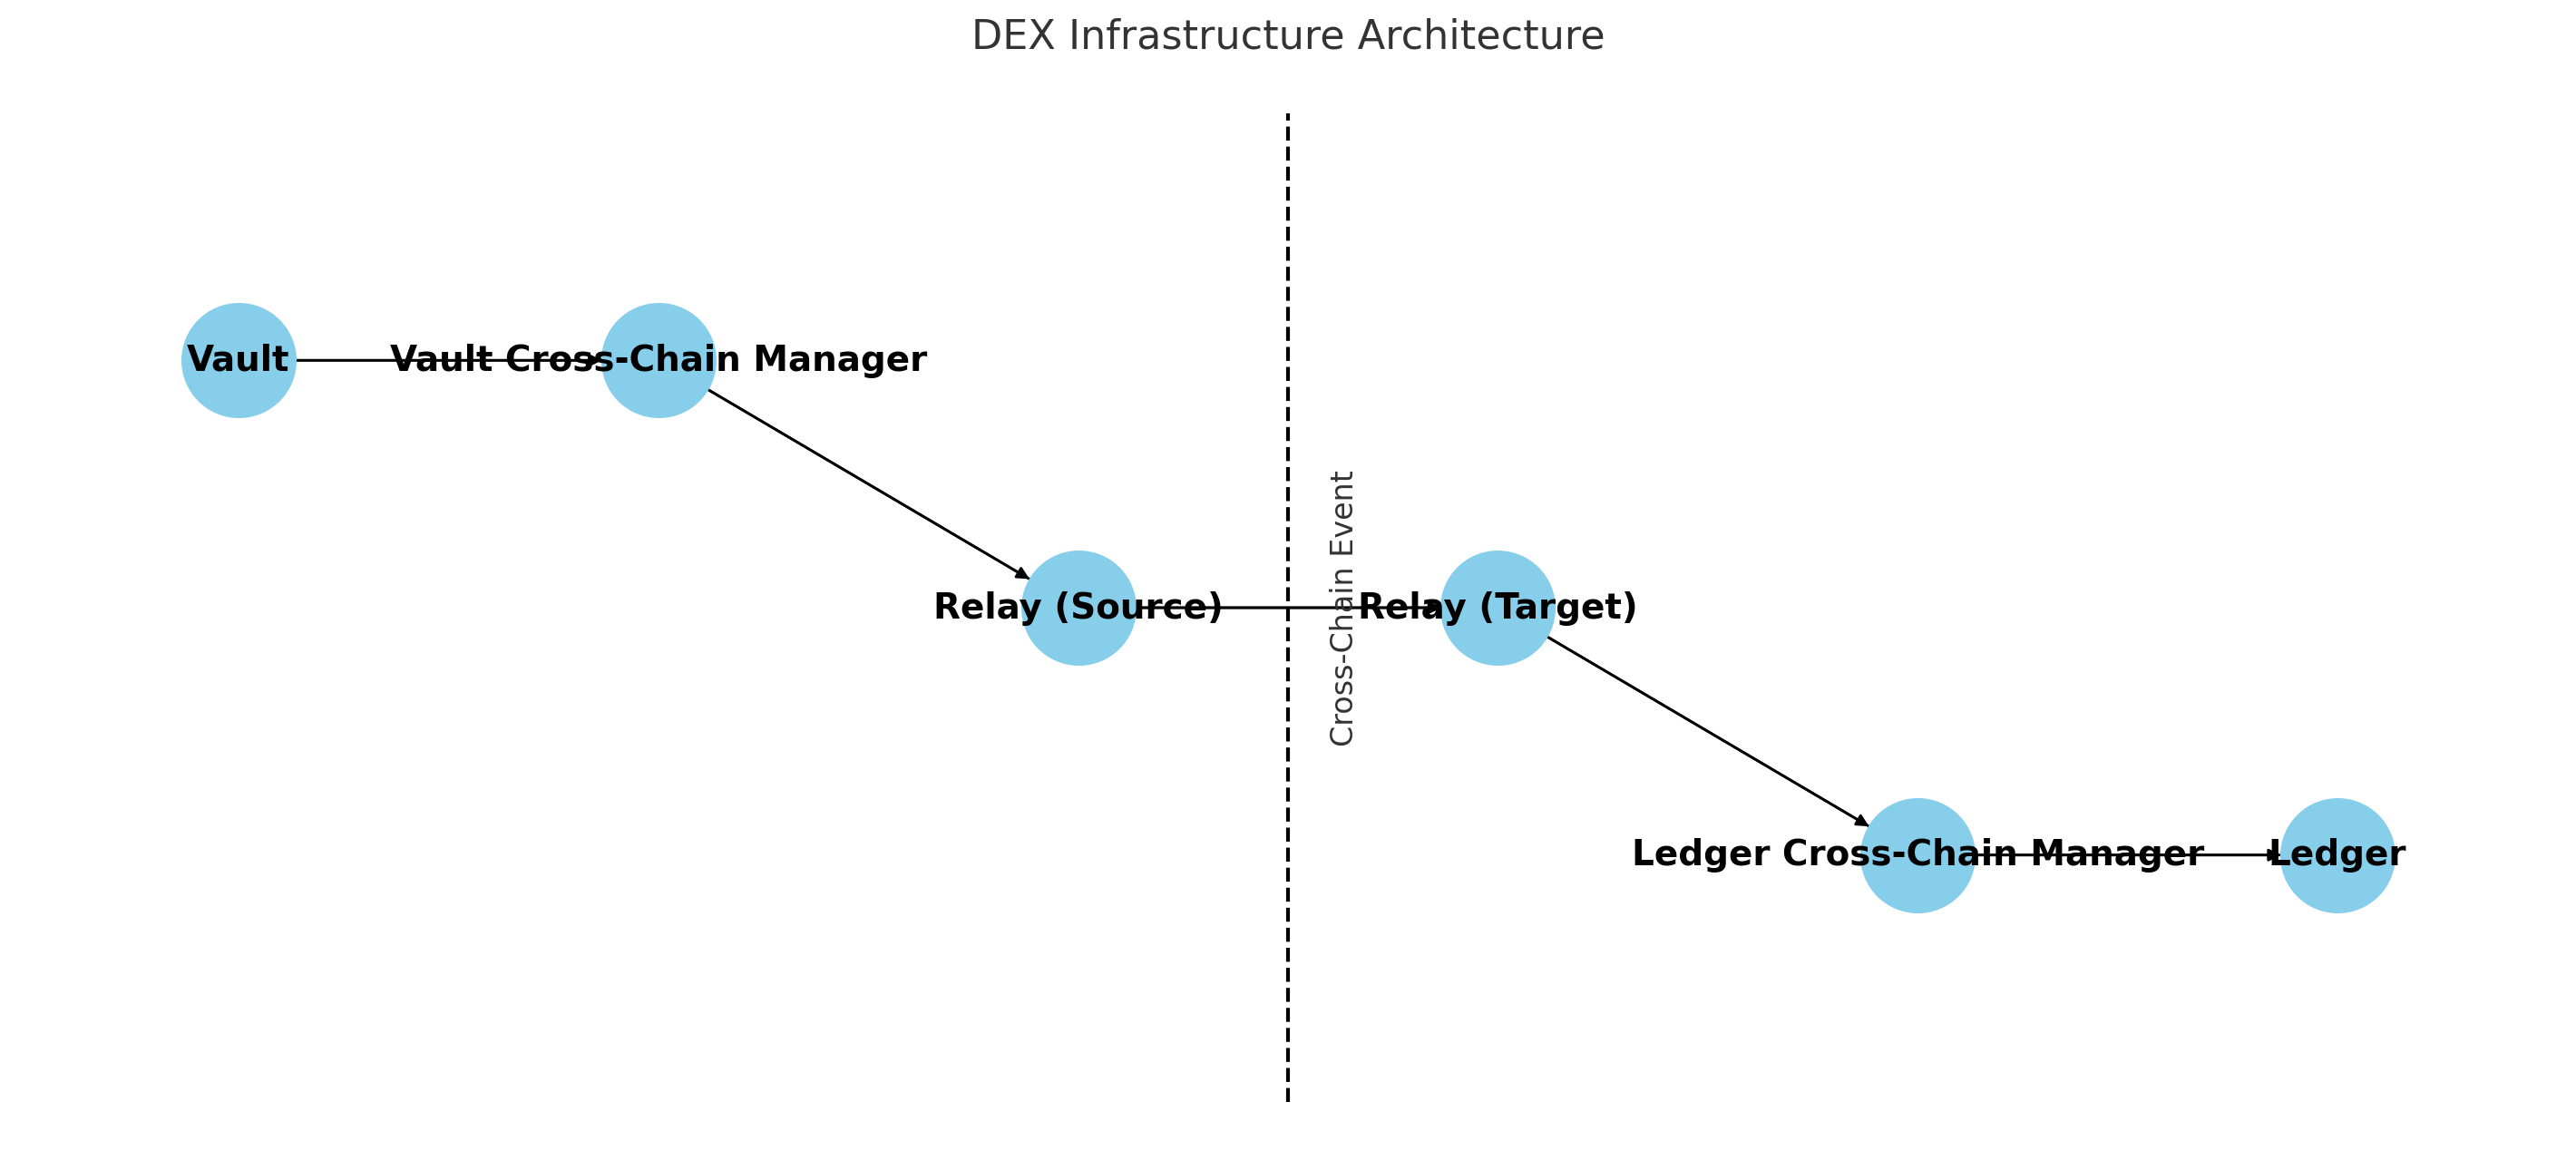 DEX Infrastructure Architecture
Vault
Vault Cross-Chain Manager
Cross-Chain Event
Relay (Source)
Relay (Target)
Ledger Cross-Chain Manager
Ledger